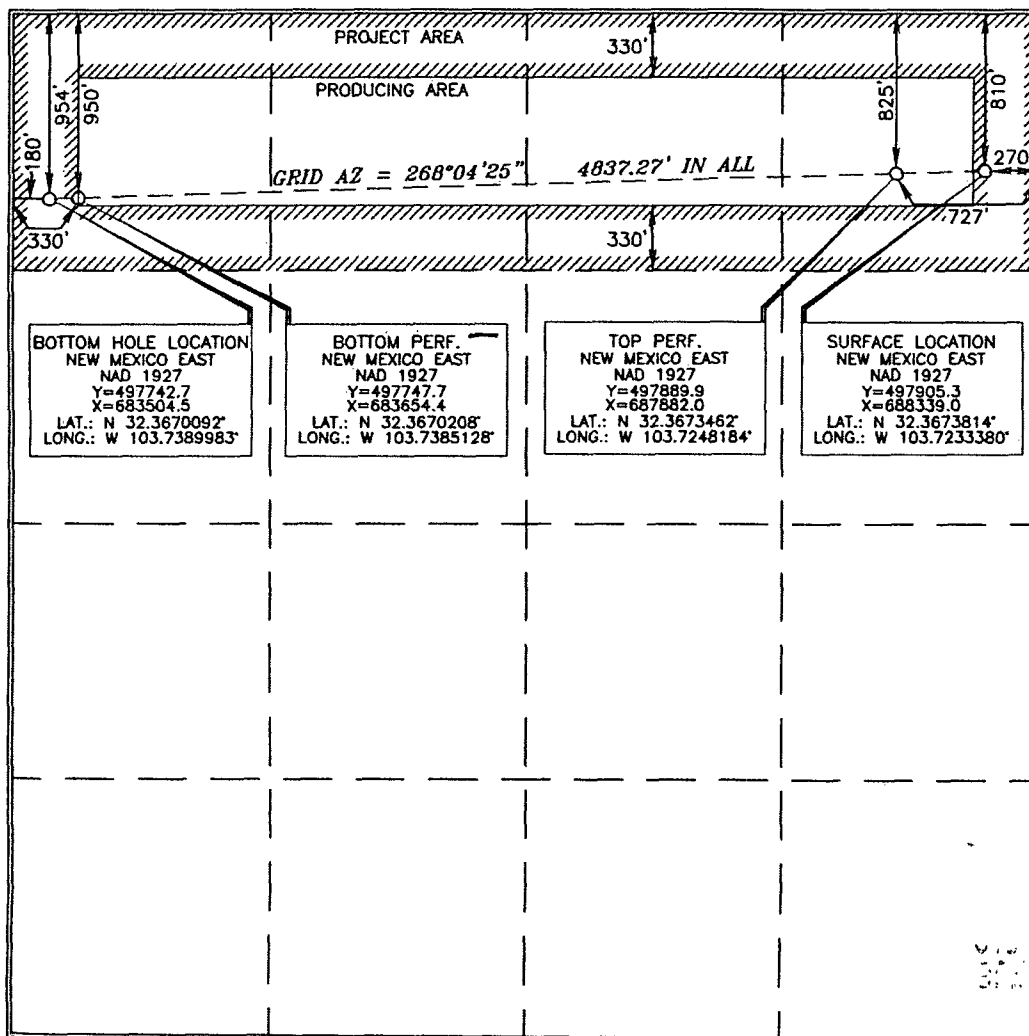 PROJECT AREA
330'
PRODUCING AREA
954'
950'
825'
810'
180'
270
GRID AZ = 268°04'25"
4837.27' IN ALL
727'
330'
330'
BOTTOM HOLE LOCATION
NEW MEXICO EAST
NAD 1927
Y=497742.7
X=683504.5
LAT.: N 32.3670092°
LONG.: W 103.7389983°
BOTTOM PERF.
NEW MEXICO EAST
NAD 1927
Y=497747.7
X=683654.4
LAT.: N 32.3670208°
LONG.: W 103.7385128°
TOP PERF.
NEW MEXICO EAST
NAD 1927
Y=497889.9
X=687882.0
LAT.: N 32.3673462°
LONG.: W 103.7248184°
SURFACE LOCATION
NEW MEXICO EAST
NAD 1927
Y=497905.3
X=688339.0
LAT.: N 32.3673814°
LONG.: W 103.7233380°